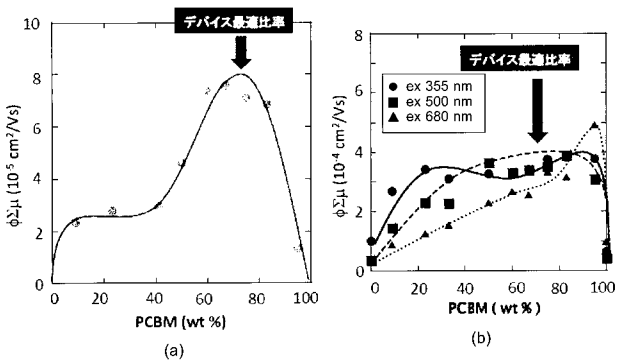 デバイス最適比率
10
8
6
4
2
0
φΣμ (10⁻⁵ cm²/Vs)
0 20 40 60 80 100
PCBM (wt %)
(a)
デバイス最適比率
ex 355 nm
ex 500 nm
ex 680 nm
8
6
4
2
0
φΣμ (10⁻⁴ cm²/Vs)
0 20 40 60 80 100
PCBM ( wt % )
(b)